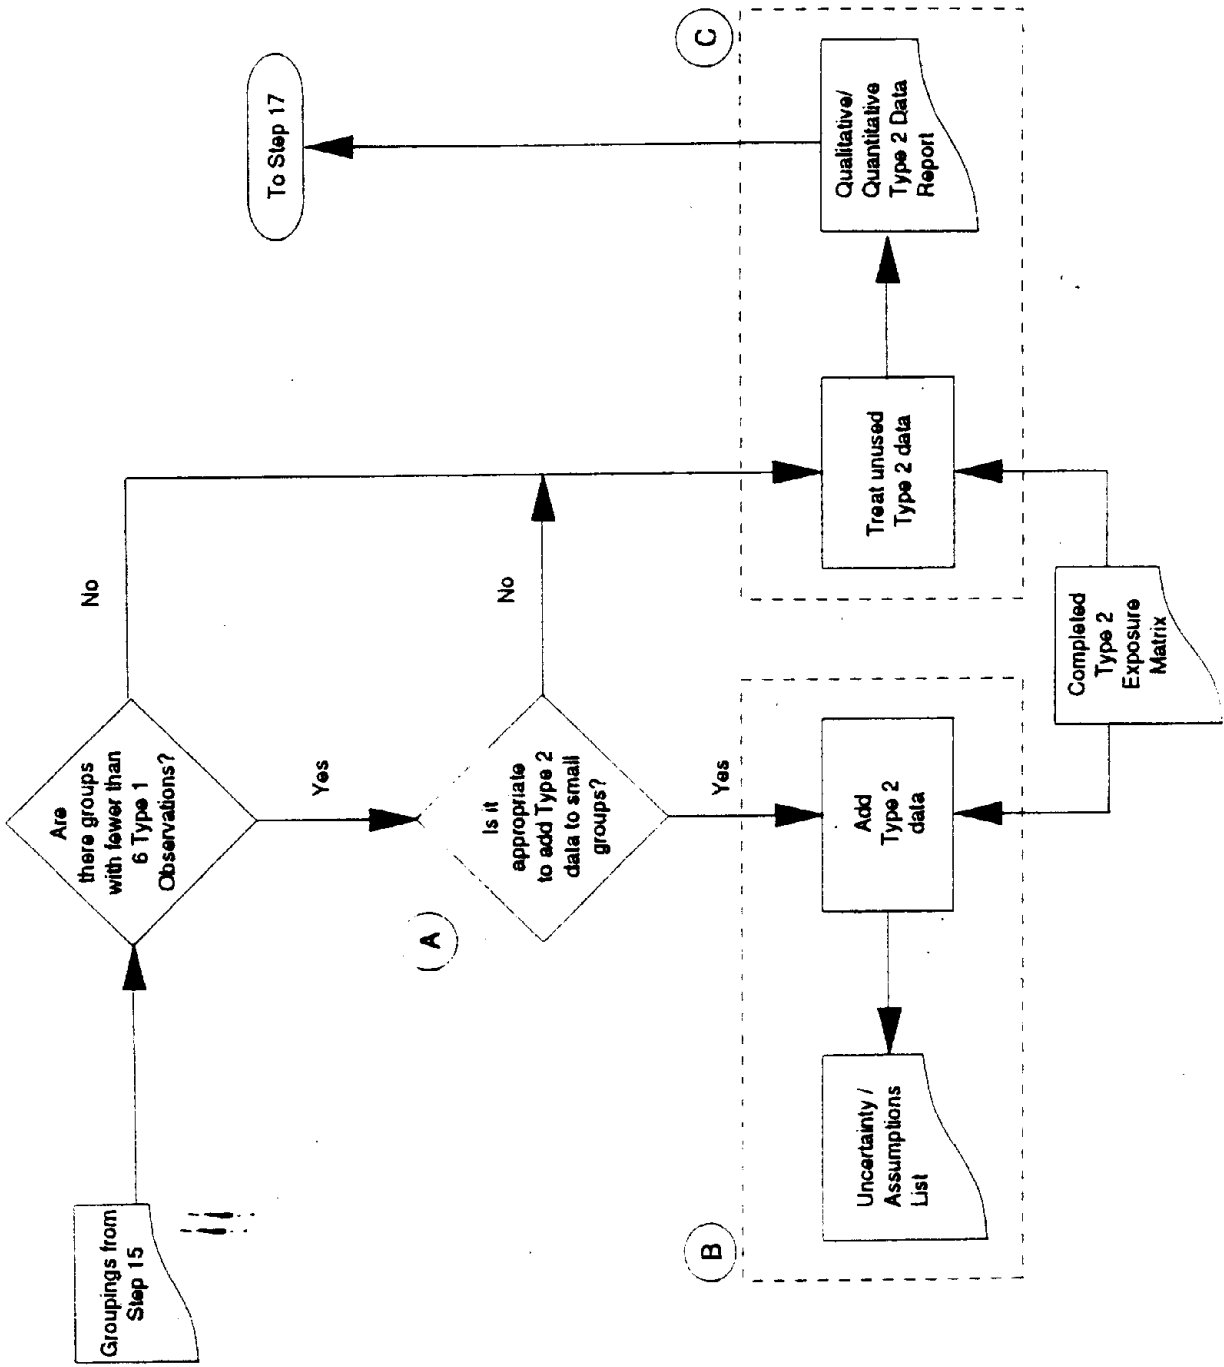 Groupings from
Step 15
Are
there groups
with fewer than
6 Type 1
Observations?
No
Yes
A
Is it
appropriate
to add Type 2
data to small
groups?
No
Yes
To Step 17
B
Uncertainty /
Assumptions
List
Add
Type 2
data
C
Treat unused
Type 2 data
Qualitative/
Quantitative
Type 2 Data
Report
Completed
Type 2
Exposure
Matrix